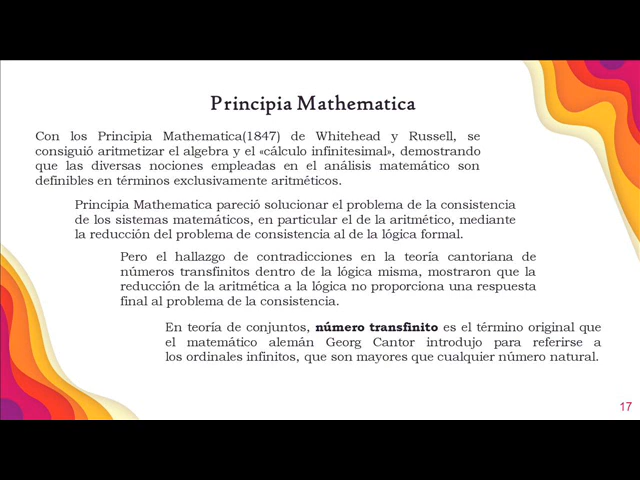 Principia Mathematica
Con los Principia Mathematica(1847) de Whitehead y Russell, se
consiguió aritmetizar el algebra y el «cálculo infinitesimal», demostrando
que las diversas nociones empleadas en el análisis matemático son
definibles en términos exclusivamente aritméticos.
Principia Mathematica pareció solucionar el problema de la consistencia
de los sistemas matemáticos, en particular el de la aritmético, mediante
la reducción del problema de consistencia al de la lógica formal.
Pero el hallazgo de contradicciones en la teoría cantoriana de
números transfinitos dentro de la lógica misma, mostraron que la
reducción de la aritmética a la lógica no proporciona una respuesta
final al problema de la consistencia.
En teoría de conjuntos, número transfinito es el término original que
el matemático alemán Georg Cantor introdujo para referirse a
los ordinales infinitos, que son mayores que cualquier número natural.
17